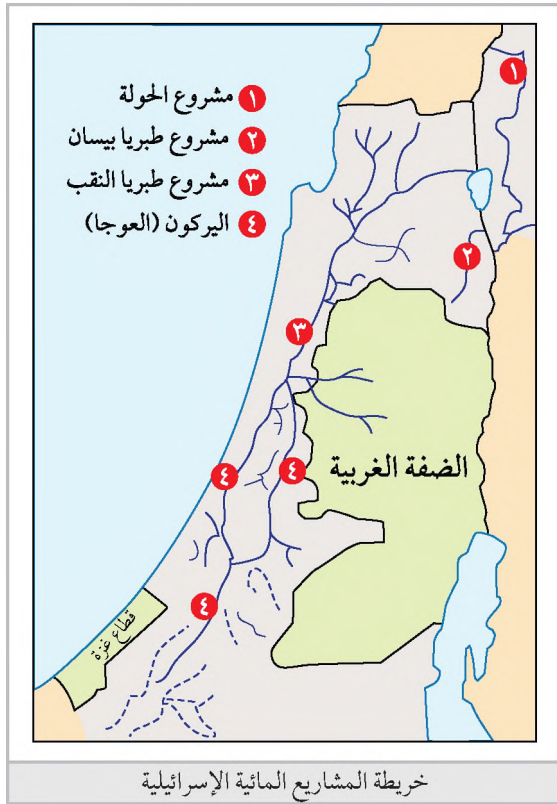 ١ مشروع الحولة
٢ مشروع طبريا بيسان
٣ مشروع طبريا النقب
٤ اليركون (العوجا)
١
٢
٣
الضفة الغربية
٤
٤
٤
قطاع غزة
خريطة المشاريع المائية الإسرائيلية